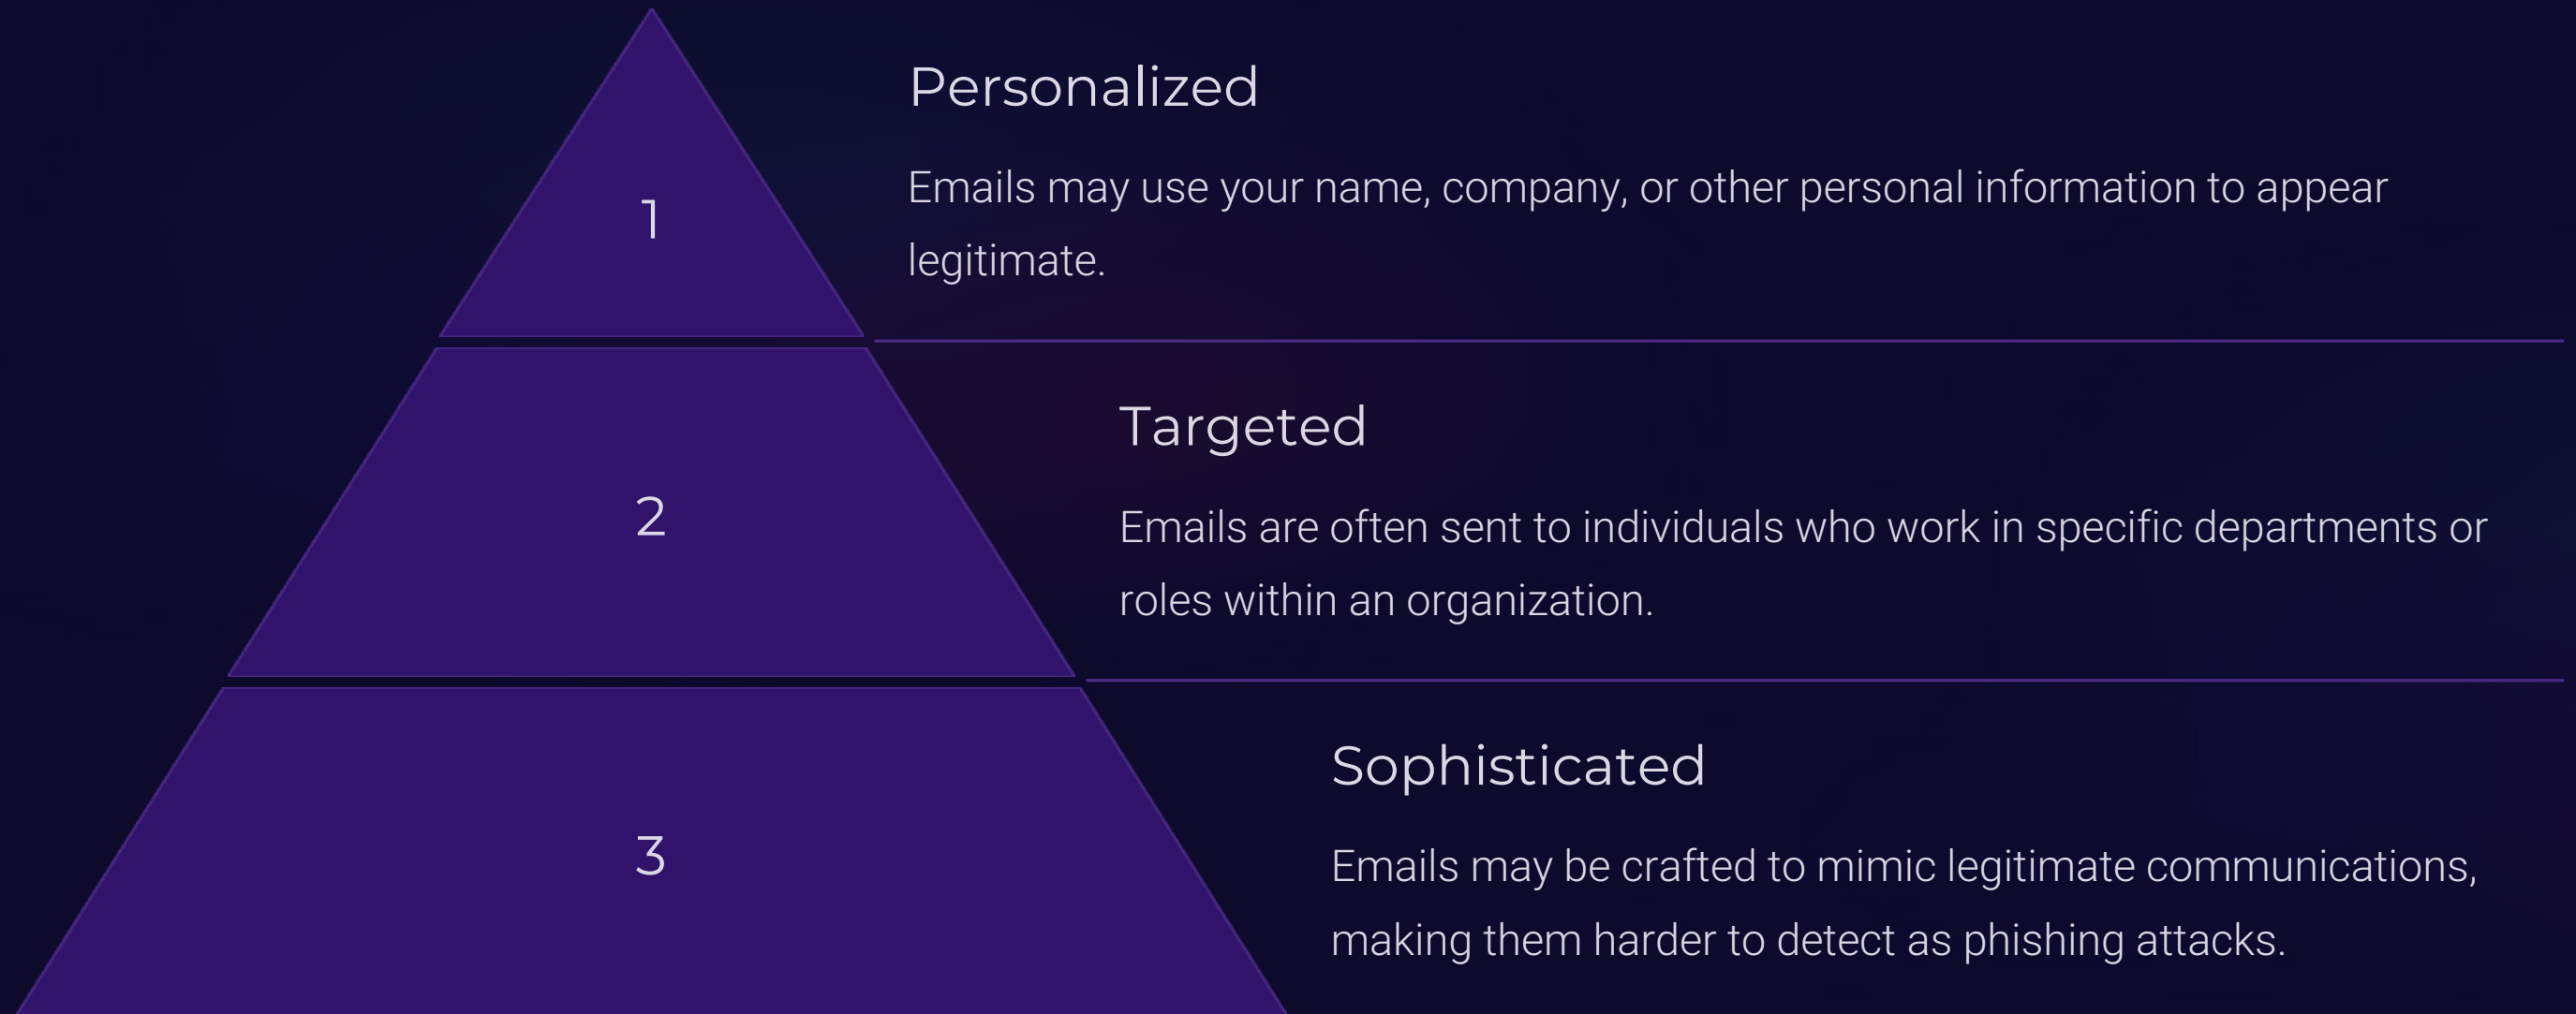 1
Personalized
Emails may use your name, company, or other personal information to appear
legitimate.
2
Targeted
Emails are often sent to individuals who work in specific departments or
roles within an organization.
3
Sophisticated
Emails may be crafted to mimic legitimate communications,
making them harder to detect as phishing attacks.